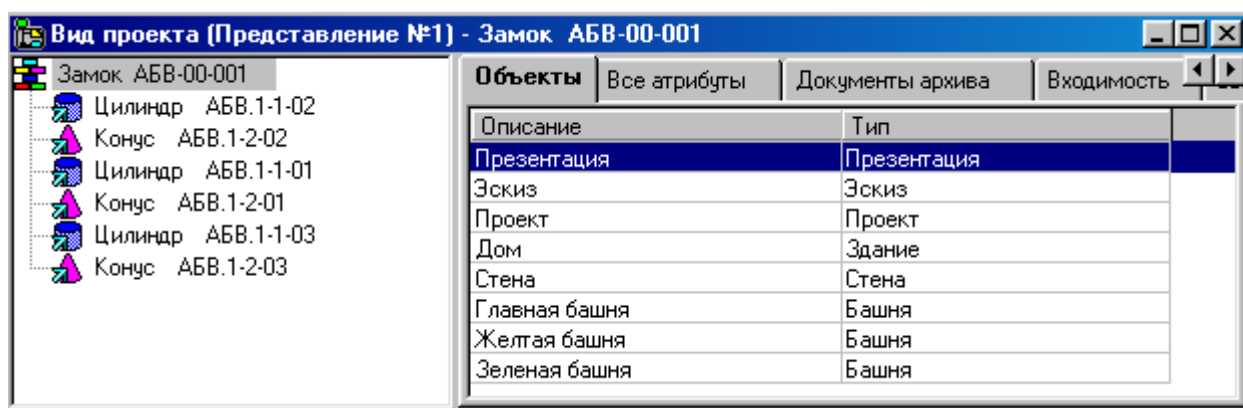 Вид проекта (Представление №1) - Замок АБВ-00-001
Замок АБВ-00-001
Цилиндр АБВ.1-1-02
Конус АБВ.1-2-02
Цилиндр АБВ.1-1-01
Конус АБВ.1-2-01
Цилиндр АБВ.1-1-03
Конус АБВ.1-2-03
Объекты Все атрибуты Документы архива Входимость
Описание Тип
Презентация Презентация
Эскиз Эскиз
Проект Проект
Дом Здание
Стена Стена
Главная башня Башня
Желтая башня Башня
Зеленая башня Башня